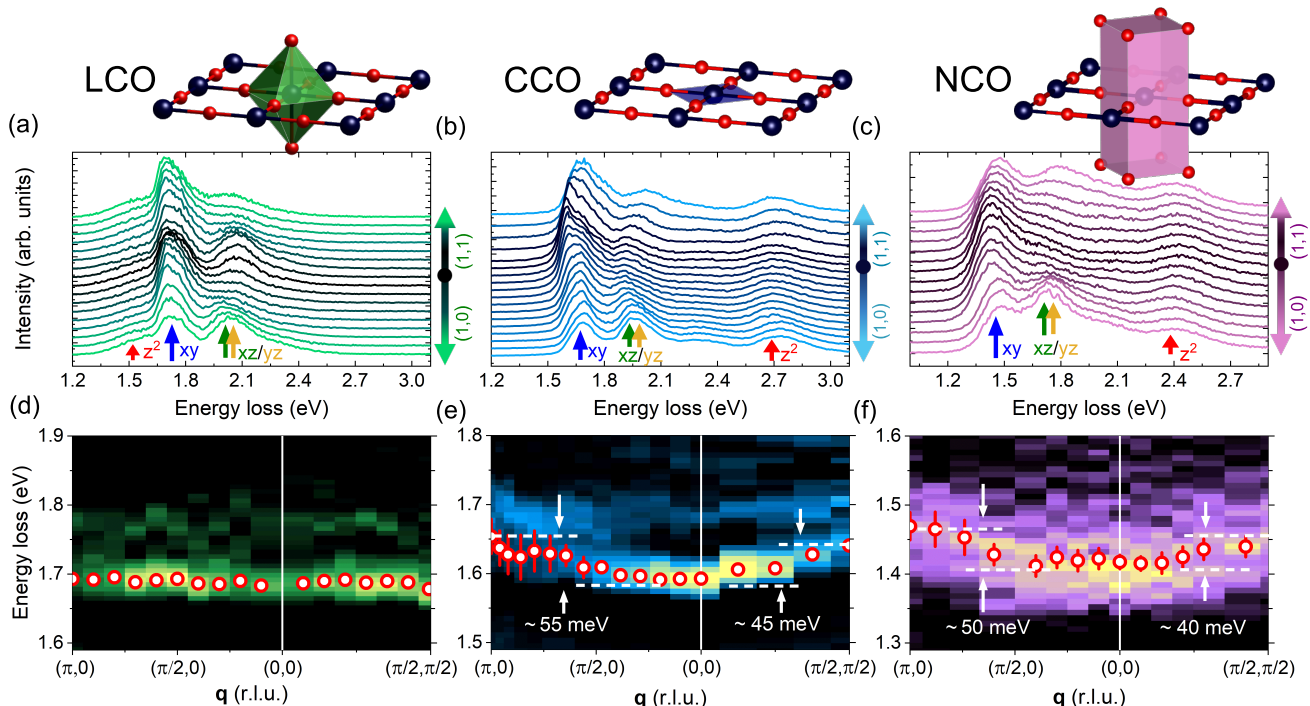 LCO
CCO
NCO
(a)
(b)
(c)
Intensity (arb. units)
z²
xy
xz/yz
(1,1)
(1,0)
1.2 1.5 1.8 2.1 2.4 2.7 3.0
Energy loss (eV)
xy
xz/yz
z²
(1,1)
(1,0)
1.2 1.5 1.8 2.1 2.4 2.7 3.0
Energy loss (eV)
xy
xz/yz
z²
(1,1)
(1,0)
1.2 1.5 1.8 2.1 2.4 2.7
Energy loss (eV)
(d)
(e)
(f)
Energy loss (eV)
1.9
1.8
1.7
1.6
(π,0) (π/2,0) (0,0) (π/2,π/2)
q (r.l.u.)
1.8
1.7
1.6
1.5
~ 55 meV
~ 45 meV
(π,0) (π/2,0) (0,0) (π/2,π/2)
q (r.l.u.)
1.6
1.5
1.4
1.3
~ 50 meV
~ 40 meV
(π,0) (π/2,0) (0,0) (π/2,π/2)
q (r.l.u.)